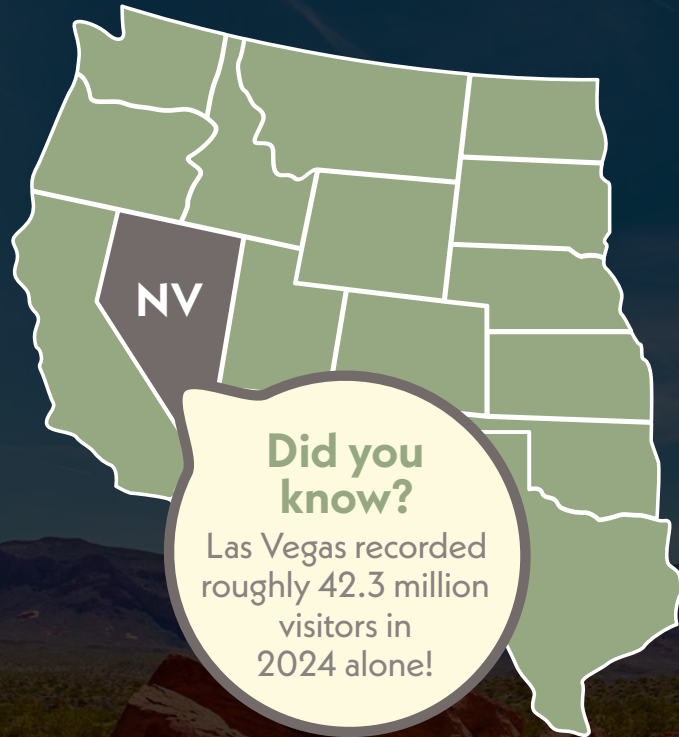 NV
Did you
know?
Las Vegas recorded
roughly 42.3 million
visitors in
2024 alone!